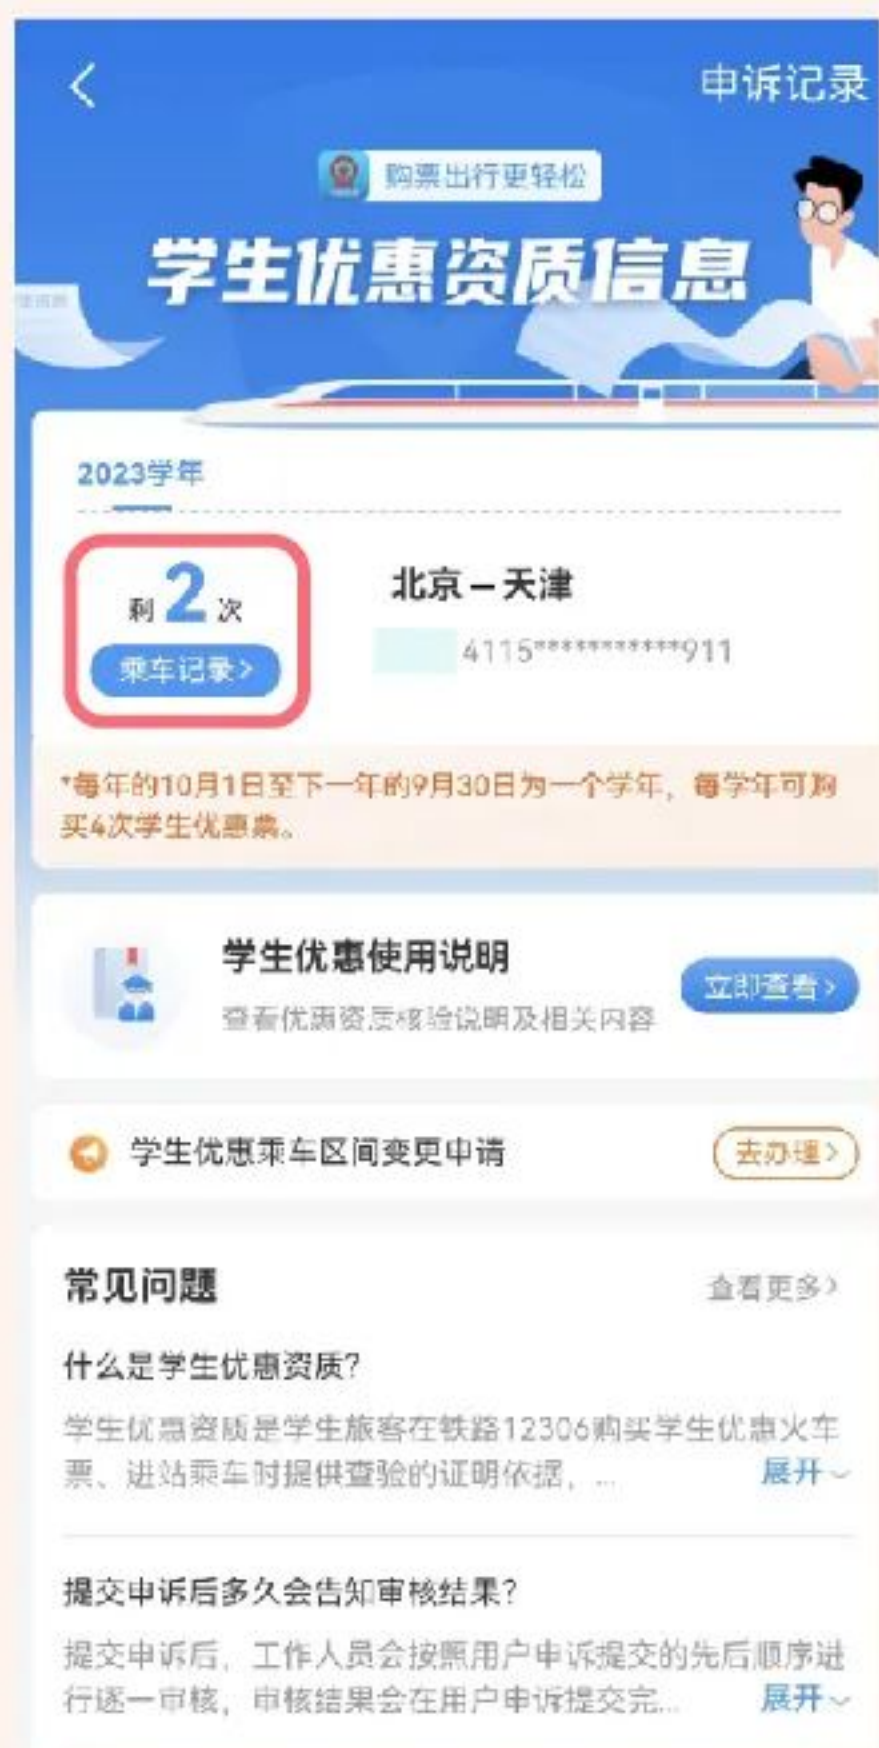 申诉记录
购票出行更轻松
学生优惠资质信息
2023学年
剩2次
北京－天津
乘车记录>
4115***********911
*每年的10月1日至下一年的9月30日为一个学年，每学年可购
买4次学生优惠票。
学生优惠使用说明
查看优惠资质核验说明及相关内容
立即查看>
学生优惠乘车区间变更申请
去办理>
常见问题
查看更多>
什么是学生优惠资质？
学生优惠资质是学生旅客在铁路12306购买学生优惠火车
票、进站乘车时提供查验的证明依据，...
展开
提交申诉后多久会告知审核结果？
提交申诉后，工作人员会按照用户申诉提交的先后顺序进
行逐一审核，审核结果会在用户申诉提交完...
展开